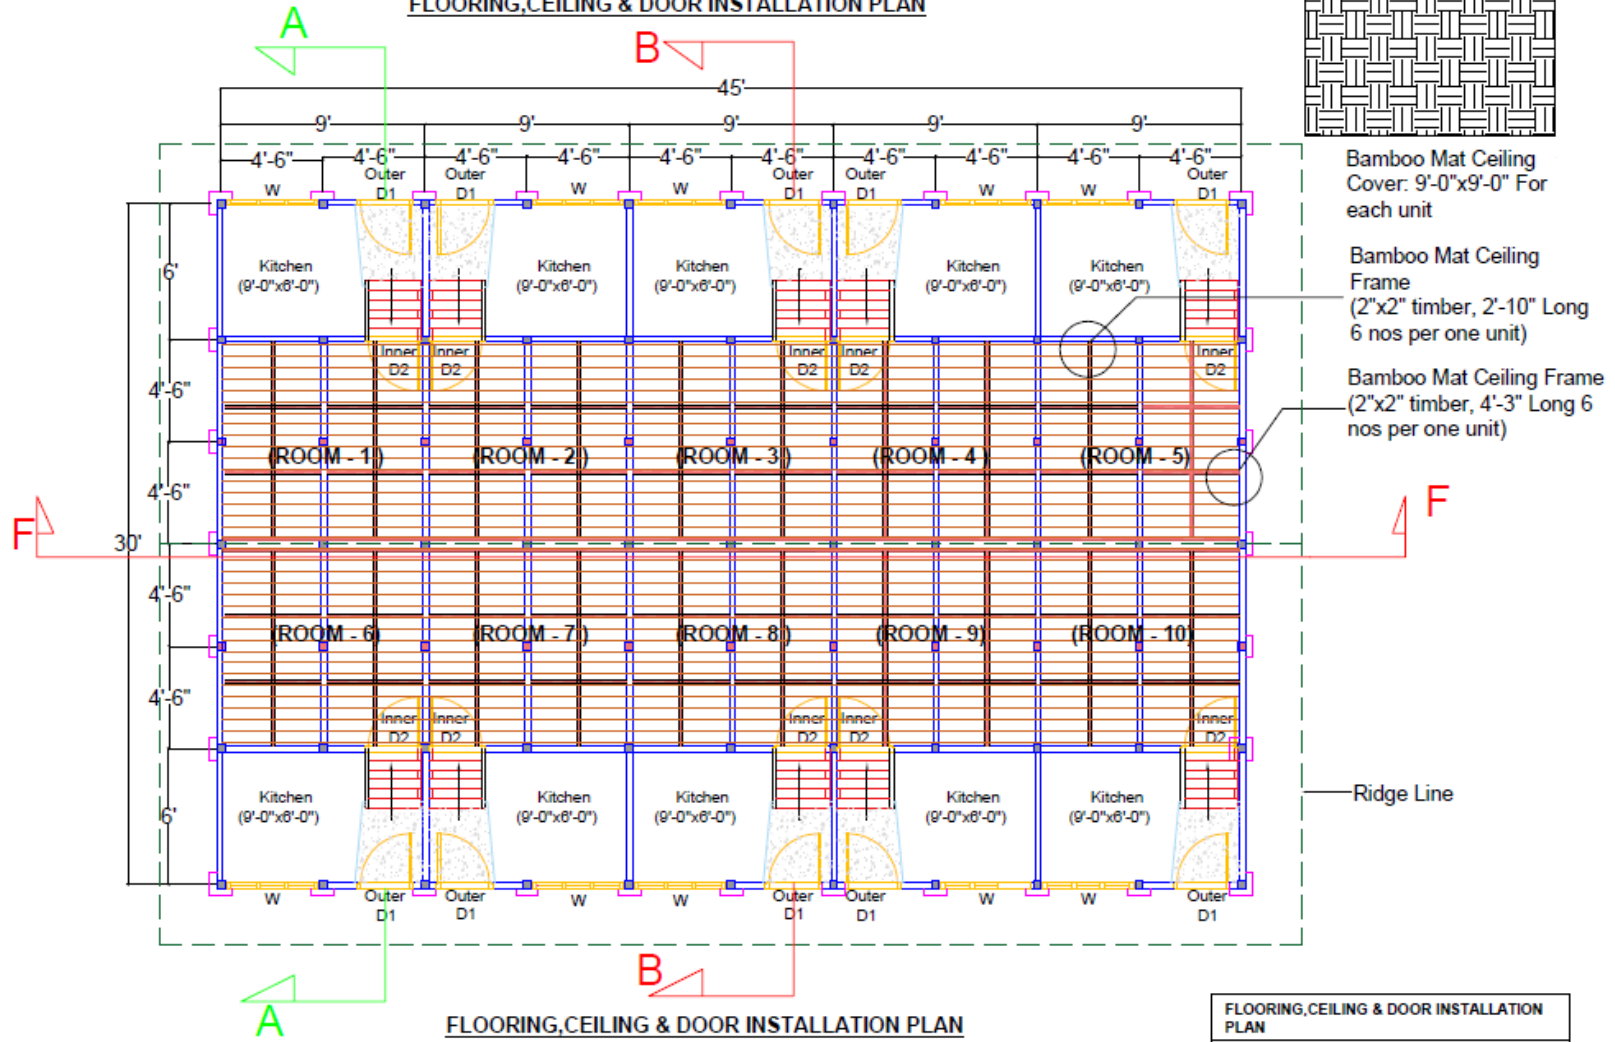 FLOORING,CEILING & DOOR INSTALLATION PLAN
A
B
45'
9' 9' 9' 9' 9'
4'-6" 4'-6" 4'-6" 4'-6" 4'-6" 4'-6" 4'-6" 4'-6" 4'-6" 4'-6"
W Outer D1 Outer D1 W W Outer D1 Outer D1 W W Outer D1
Bamboo Mat Ceiling
Cover: 9'-0"x9'-0" For
each unit
6'
Kitchen
(9'-0"x6'-0")
Kitchen
(9'-0"x6'-0")
Kitchen
(9'-0"x6'-0")
Kitchen
(9'-0"x6'-0")
Kitchen
(9'-0"x6'-0")
Bamboo Mat Ceiling
Frame
(2"x2" timber, 2'-10" Long
6 nos per one unit)
Inner D2 Inner D2 Inner D2 Inner D2 Inner D2
4'-6"
Bamboo Mat Ceiling Frame
(2"x2" timber, 4'-3" Long 6
nos per one unit)
(ROOM - 1) (ROOM - 2) (ROOM - 3) (ROOM - 4) (ROOM - 5)
4'-6"
F
30'
F
4'-6"
(ROOM - 6) (ROOM - 7) (ROOM - 8) (ROOM - 9) (ROOM - 10)
4'-6"
Inner D2 Inner D2 Inner D2 Inner D2 Inner D2
6'
Kitchen
(9'-0"x6'-0")
Kitchen
(9'-0"x6'-0")
Kitchen
(9'-0"x6'-0")
Kitchen
(9'-0"x6'-0")
Kitchen
(9'-0"x6'-0")
Ridge Line
W Outer D1 Outer D1 W W Outer D1 Outer D1 W W Outer D1
A
B
FLOORING,CEILING & DOOR INSTALLATION PLAN
FLOORING,CEILING & DOOR INSTALLATION
PLAN